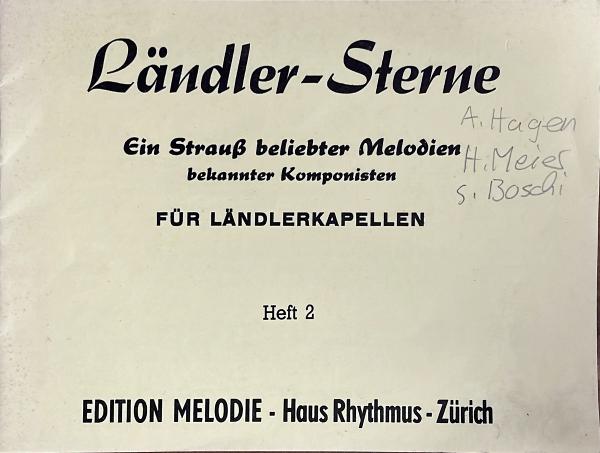 Ländler-Sterne
Ein Strauß beliebter Melodien
bekannter Komponisten
FÜR LÄNDLERKAPELLEN
A. Hagen
H. Meier
S. Boschi
Heft 2
EDITION MELODIE - Haus Rhythmus - Zürich